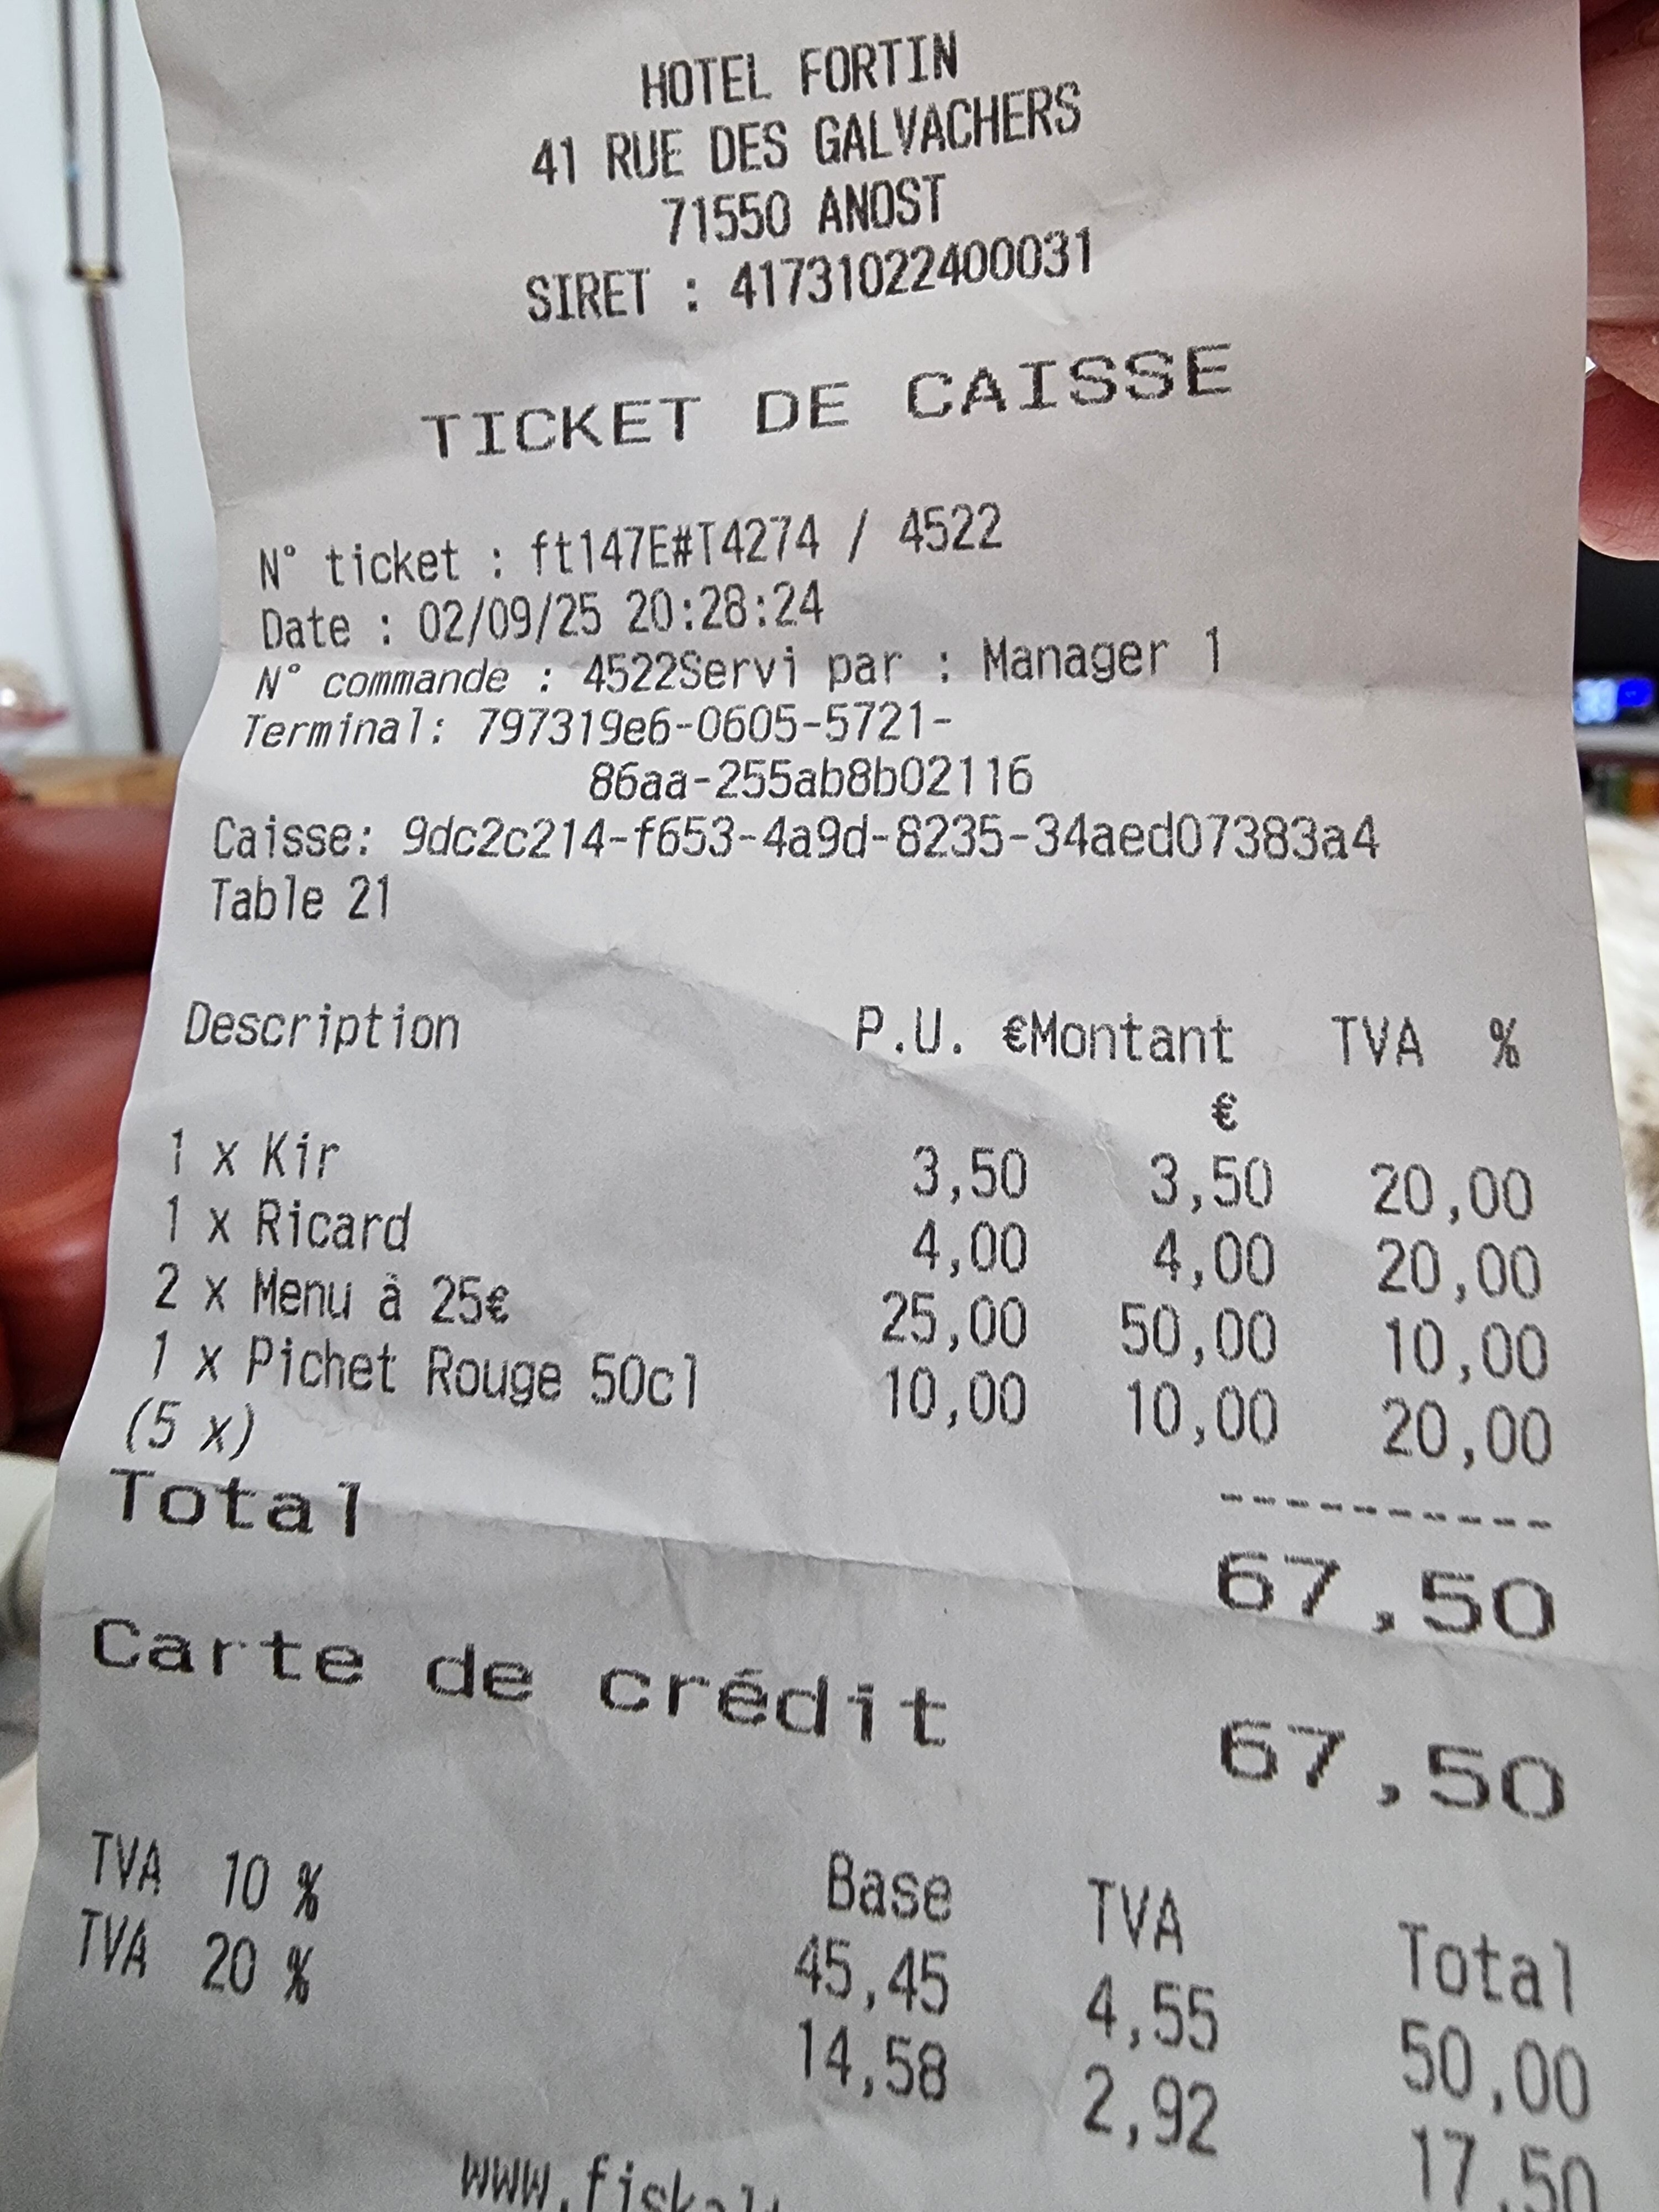 HOTEL FORTIN
41 RUE DES GALVACHERS
71550 ANOST
SIRET : 41731022400031
TICKET DE CAISSE
N° ticket : ft147E#T4274 / 4522
Date : 02/09/25 20:28:24
N° commande : 4522Servi par : Manager 1
Terminal: 797319e6-0605-5721-
86aa-255ab8b02116
Caisse: 9dc2c214-f653-4a9d-8235-34aed07383a4
Table 21
Description P.U. €Montant TVA %
€
1 x Kir 3,50 3,50 20,00
1 x Ricard 4,00 4,00 20,00
2 x Menu à 25€ 25,00 50,00 10,00
1 x Pichet Rouge 50cl 10,00 10,00 20,00
(5 x)
----------
Total 67,50
Carte de crédit 67,50
Base TVA Total
TVA 10 % 45,45 4,55 50,00
TVA 20 % 14,58 2,92 17,50